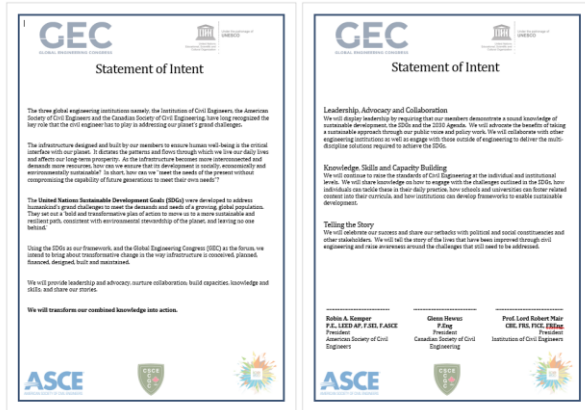 GEC
GLOBAL ENGINEERING CONGRESS
UNESCO
Statement of Intent
The three global engineering institutions namely, the Institution of Civil Engineers, the American
Society of Civil Engineers and the Canadian Society of Civil Engineering, have long recognized the
key role that the civil engineer has to play in addressing our planet's grand challenges.
The infrastructure designed and built by our members to ensure human well-being is the critical
interface with our planet. It dictates the patterns and flows through which we live our daily lives
and affects our long-term prosperity. As the infrastructure becomes more interconnected and
demands more resources, how can we ensure that its development is socially, economically and
environmentally sustainable? In short, how can we 'meet the needs of the present without
compromising the capability of future generations to meet their own needs'?
The United Nations Sustainable Development Goals (SDGs) were developed to address
humankind's grand challenges to meet the demands and needs of a growing global population.
They set out a 'bold and transformative plan of action to move us to a more sustainable and
resilient path, consistent with environmental stewardship of the planet, and leaving no one
behind.'
Using the SDGs as our framework, and the Global Engineering Congress (GEC) as the forum, we
intend to bring about transformative change in the way infrastructure is conceived, planned,
financed, designed, built and maintained.
We will provide leadership and advocacy, nurture collaboration, build capacities, knowledge and
skills, and share our stories.
We will transform our combined knowledge into action.
ASCE
CSCE
SCGC
GEC
GLOBAL ENGINEERING CONGRESS
UNESCO
Statement of Intent
Leadership, Advocacy and Collaboration
We will display leadership by requiring that our members demonstrate a sound knowledge of
sustainable development, the SDGs and the 2030 Agenda. We will advocate the benefits of taking
a sustainable approach through our public voice and policy work. We will collaborate with other
engineering institutions as well as engage with those outside of engineering to deliver the multi-
discipline solutions required to achieve the SDGs.
Knowledge, Skills and Capacity Building
We will continue to raise the standards of Civil Engineering at the individual and institutional
levels. We will share knowledge on how to engage with the challenges outlined in the SDGs, how
individuals can tackle these in their daily practice, how schools and universities can foster related
content into their curricula, and how institutions can develop frameworks to enable sustainable
development.
Telling the Story
We will celebrate our success and share our setbacks with political and social constituencies and
other stakeholders. We will tell the story of the lives that have been improved through civil
engineering and raise awareness around the challenges that still need to be addressed.
Robin A. Kemper
P.E., LEED AP, F.SEI, F.ASCE
President
American Society of Civil
Engineers
Glenn Hewus
P.Eng
President
Canadian Society of Civil
Engineering
Prof. Lord Robert Mair
CBE, FRS, FICE, FREng
President
Institution of Civil Engineers
ASCE
CSCE
SCGC